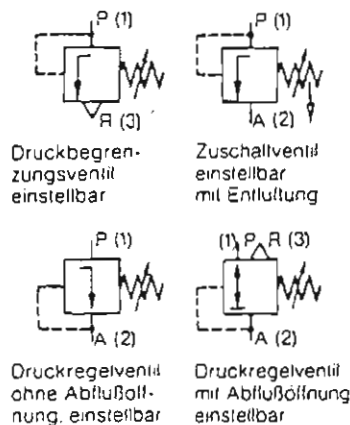 P (1)
R (3)
Druckbegren-
zungsventil
einstellbar
P (1)
A (2)
Zuschaltventil
einstellbar
mit Entlüftung
P (1)
A (2)
Druckregelventil
ohne Abflußöff-
nung, einstellbar
(1) P R (3)
A (2)
Druckregelventil
mit Abflußöffnung
einstellbar